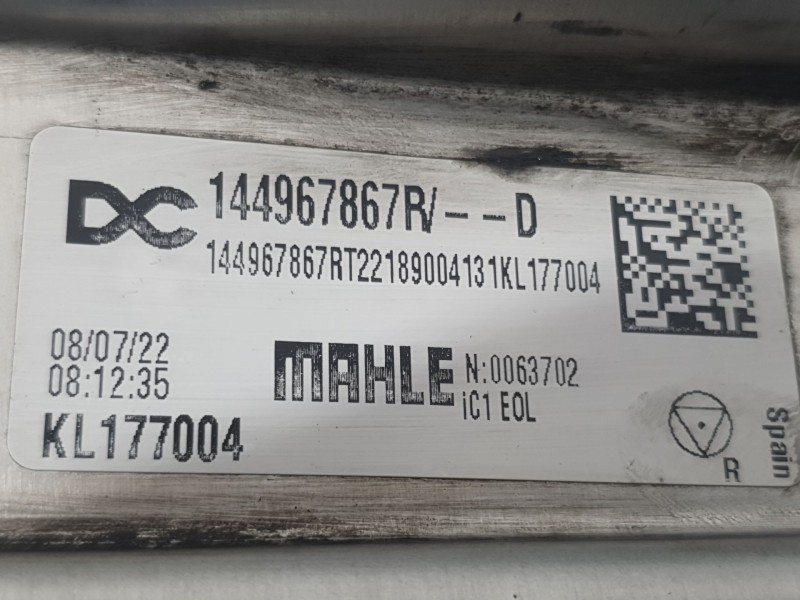 DC 144967867R/-- --D
144967867RT22189004131KL177004
08/07/22
08:12:35
KL177004
MAHLE
N:0063702
iC1 EOL
R
Spain